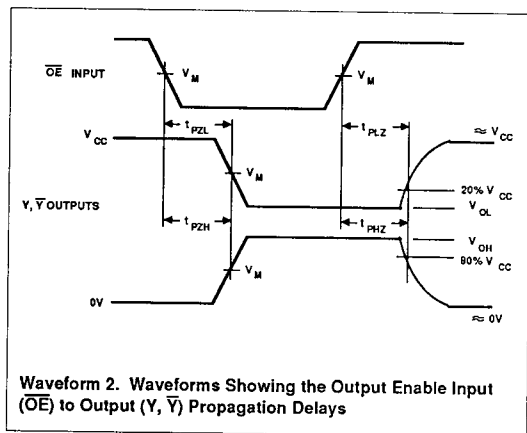 OE INPUT
V_M
V_M
t_PZL
t_PLZ
V_CC
≈ V_CC
V_M
20% V_CC
Y, Y̅ OUTPUTS
V_OL
t_PZH
t_PHZ
V_OH
80% V_CC
V_M
0V
≈ 0V
Waveform 2. Waveforms Showing the Output Enable Input
(O̅E̅) to Output (Y, Y̅) Propagation Delays